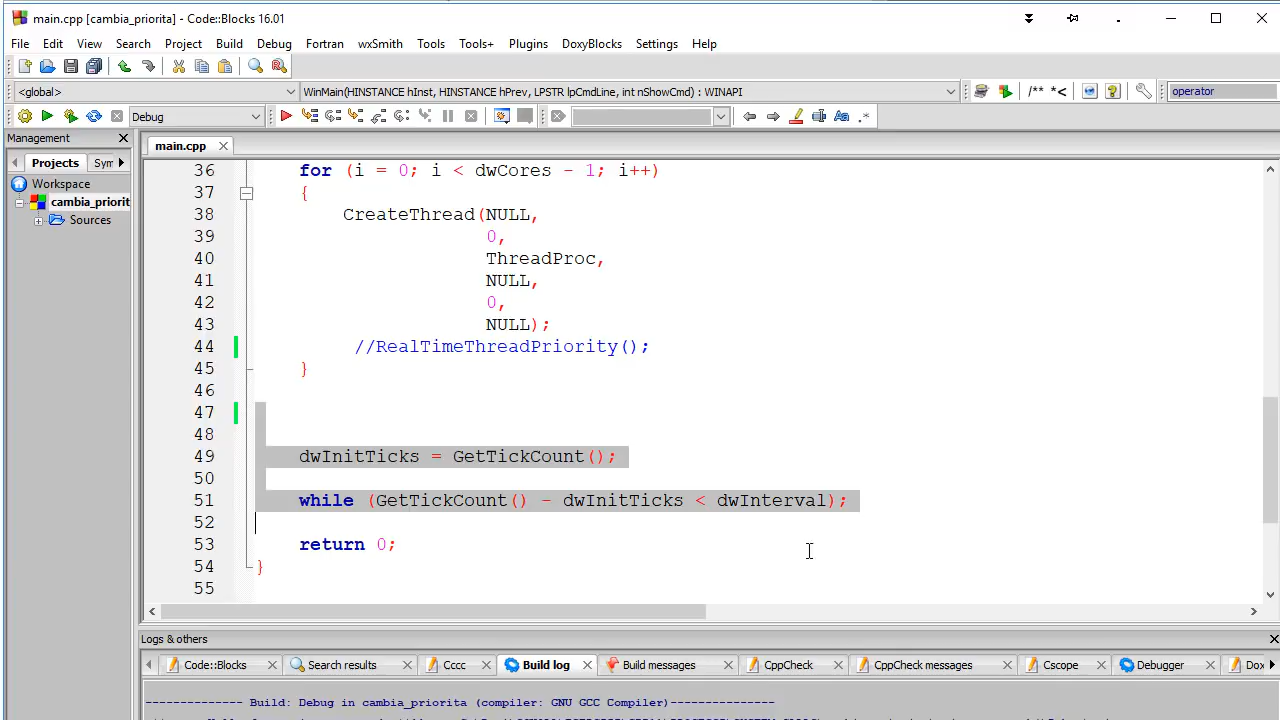 main.cpp [cambia_priorita] - Code::Blocks 16.01
File Edit View Search Project Build Debug Fortran wxSmith Tools Tools+ Plugins DoxyBlocks Settings Help
<global> WinMain(HINSTANCE hInst, HINSTANCE hPrev, LPSTR lpCmdLine, int nShowCmd) : WINAPI /** *< operator
Debug Aa .*
Management
main.cpp
Projects Sym
Workspace
cambia_priorit
Sources
36 for (i = 0; i < dwCores - 1; i++)
37 {
38 CreateThread(NULL,
39 0,
40 ThreadProc,
41 NULL,
42 0,
43 NULL);
44 //RealTimeThreadPriority();
45 }
46
47
48
49 dwInitTicks = GetTickCount();
50
51 while (GetTickCount() - dwInitTicks < dwInterval);
52
53 return 0;
54 }
55
Logs & others
Code::Blocks Search results Cccc Build log Build messages CppCheck CppCheck messages Cscope Debugger Dox
-------------- Build: Debug in cambia_priorita (compiler: GNU GCC Compiler)---------------